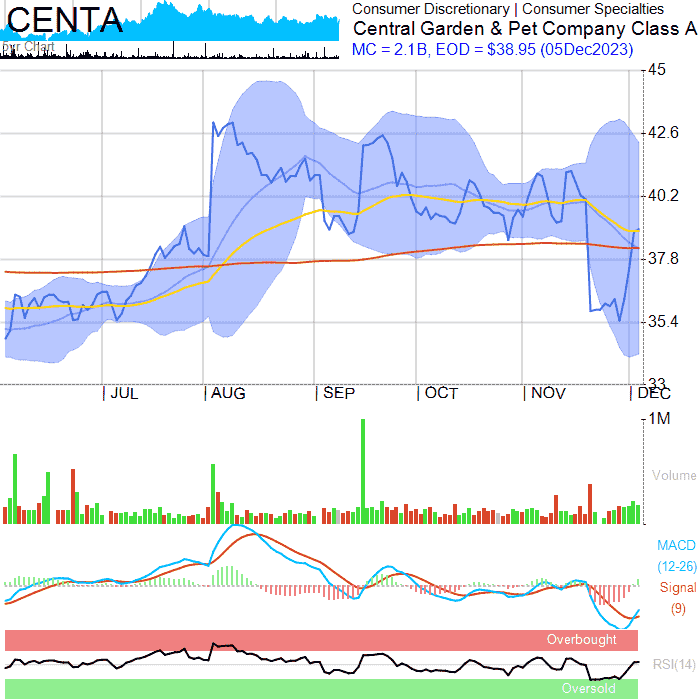 CENTA
5yr Chart
Consumer Discretionary | Consumer Specialties
Central Garden & Pet Company Class A
MC = 2.1B, EOD = $38.95 (05Dec2023)
45
42.6
40.2
37.8
35.4
33
JUL AUG SEP OCT NOV DEC
1M
Volume
MACD
(12-26)
Signal
(9)
Overbought
RSI(14)
Oversold